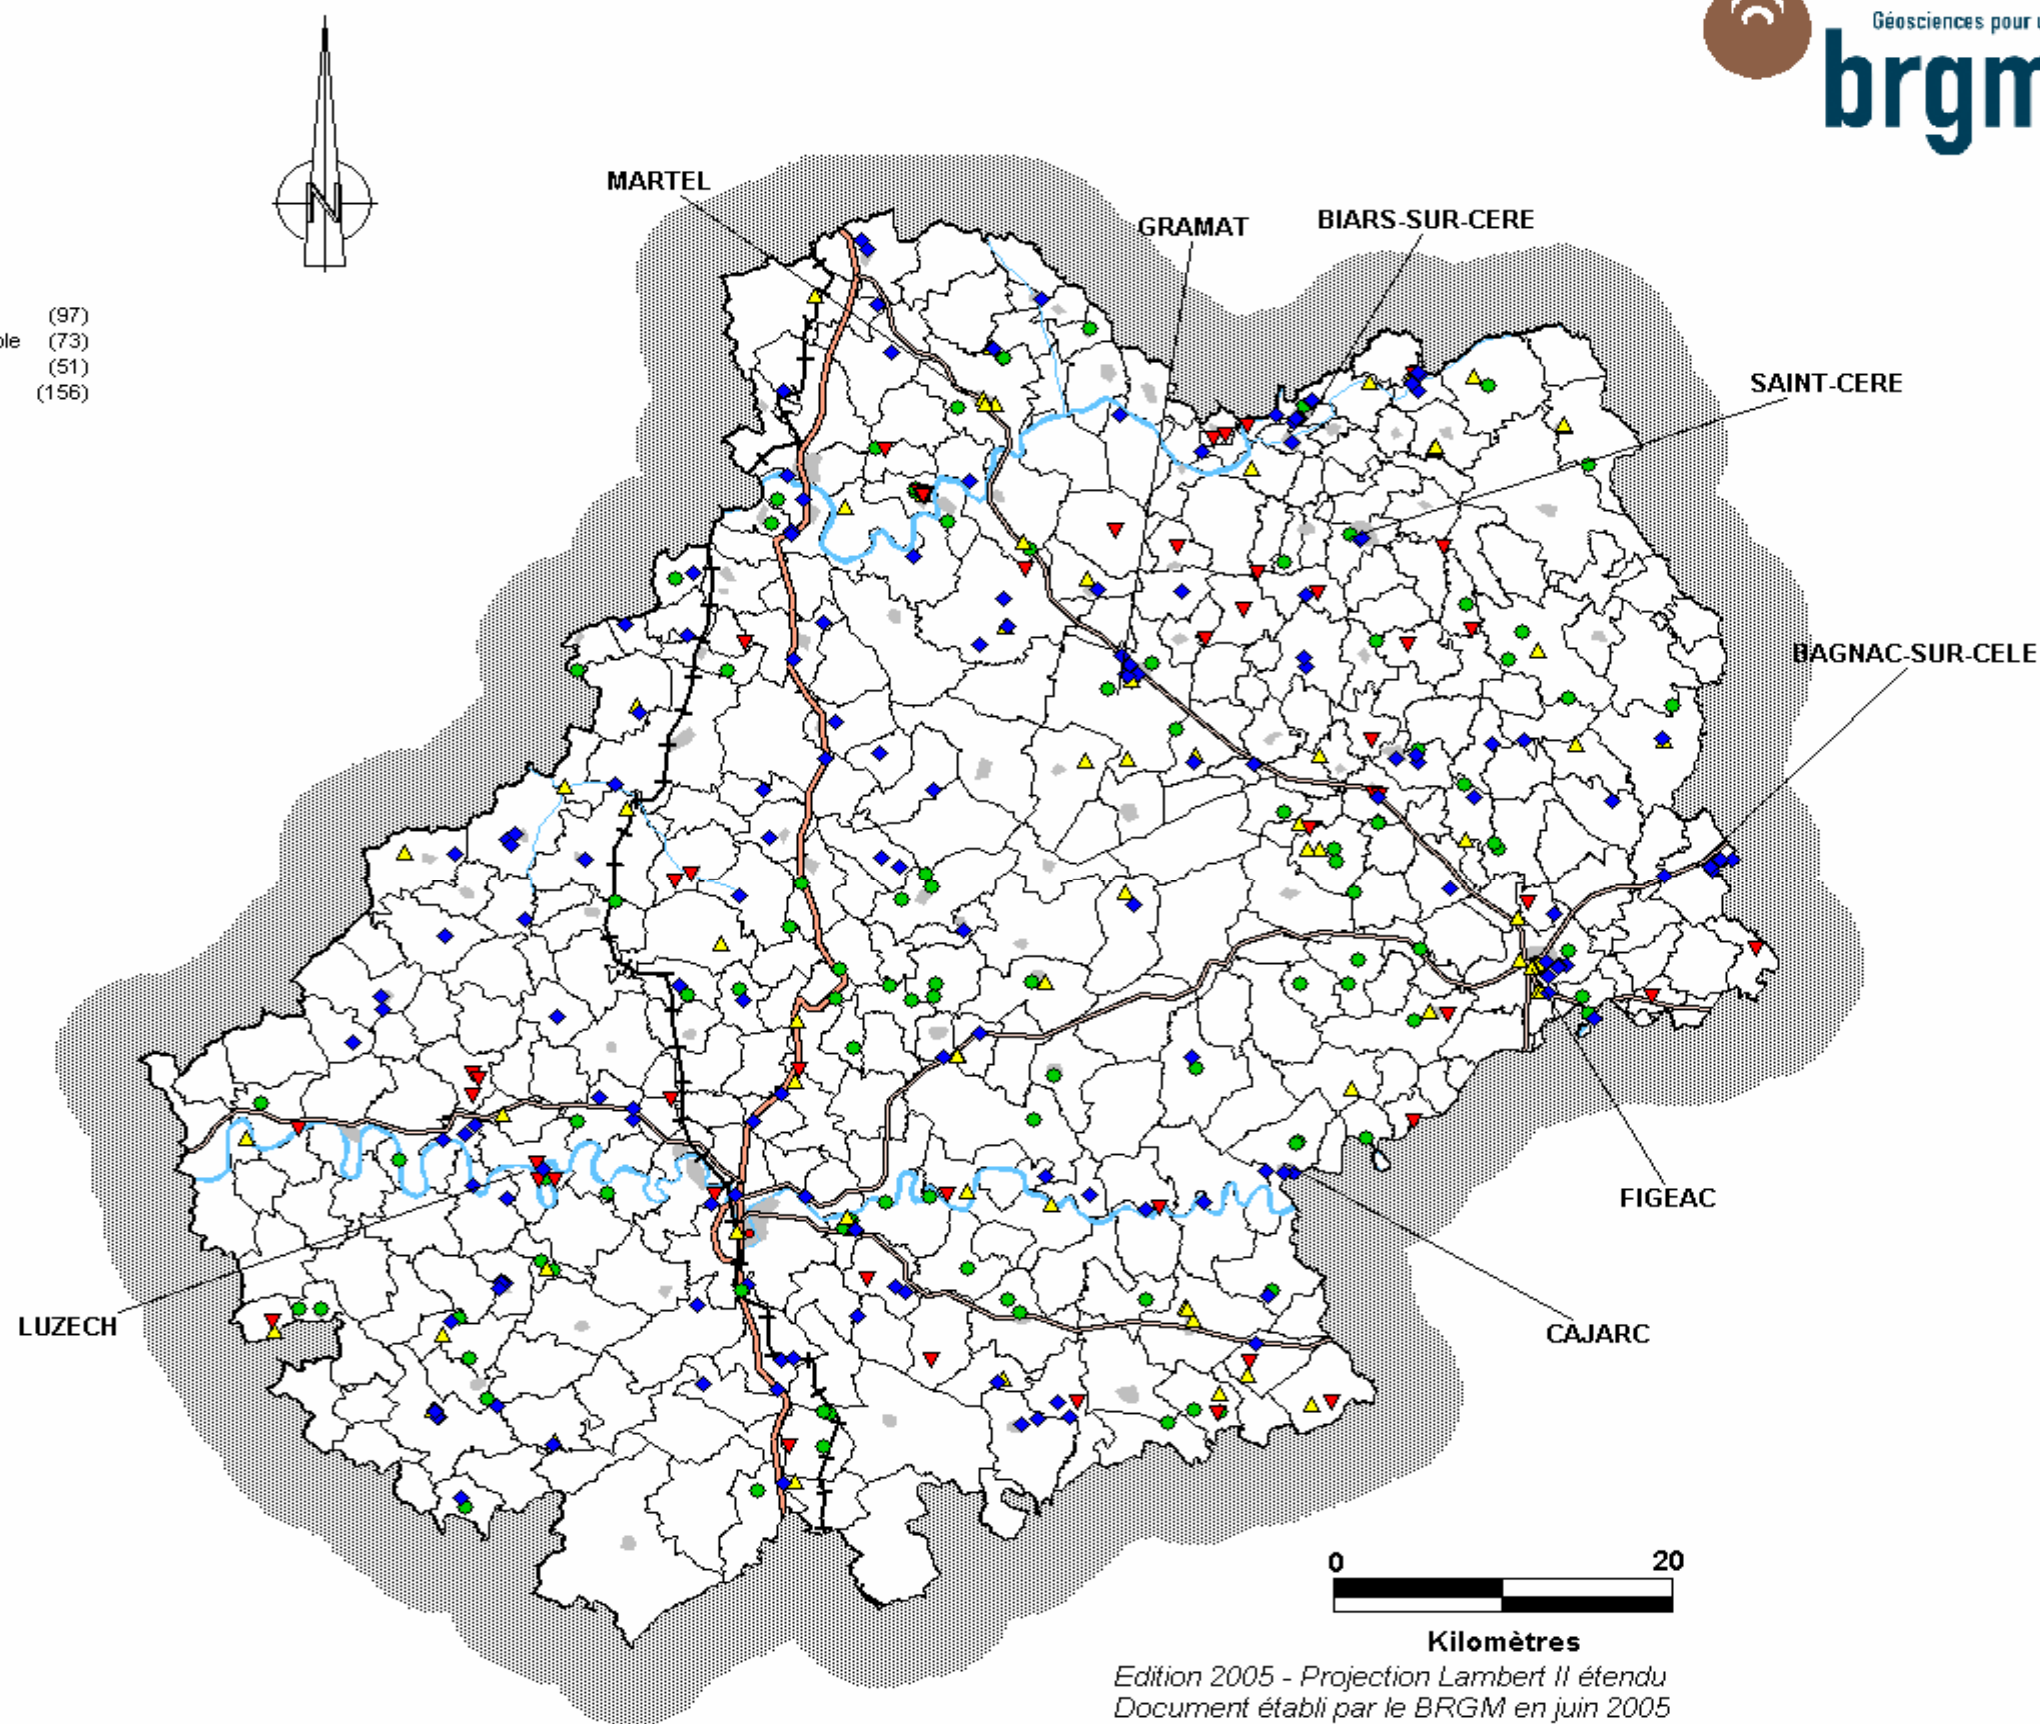 Géosciences pour
brgm
N
MARTEL
GRAMAT
BIARS-SUR-CERE
(97)
(73)
(51)
(156)
SAINT-CERE
BAGNAC-SUR-CELE
FIGEAC
LUZECH
CAJARC
0 20
Kilomètres
Edition 2005 - Projection Lambert II étendu
Document établi par le BRGM en juin 2005